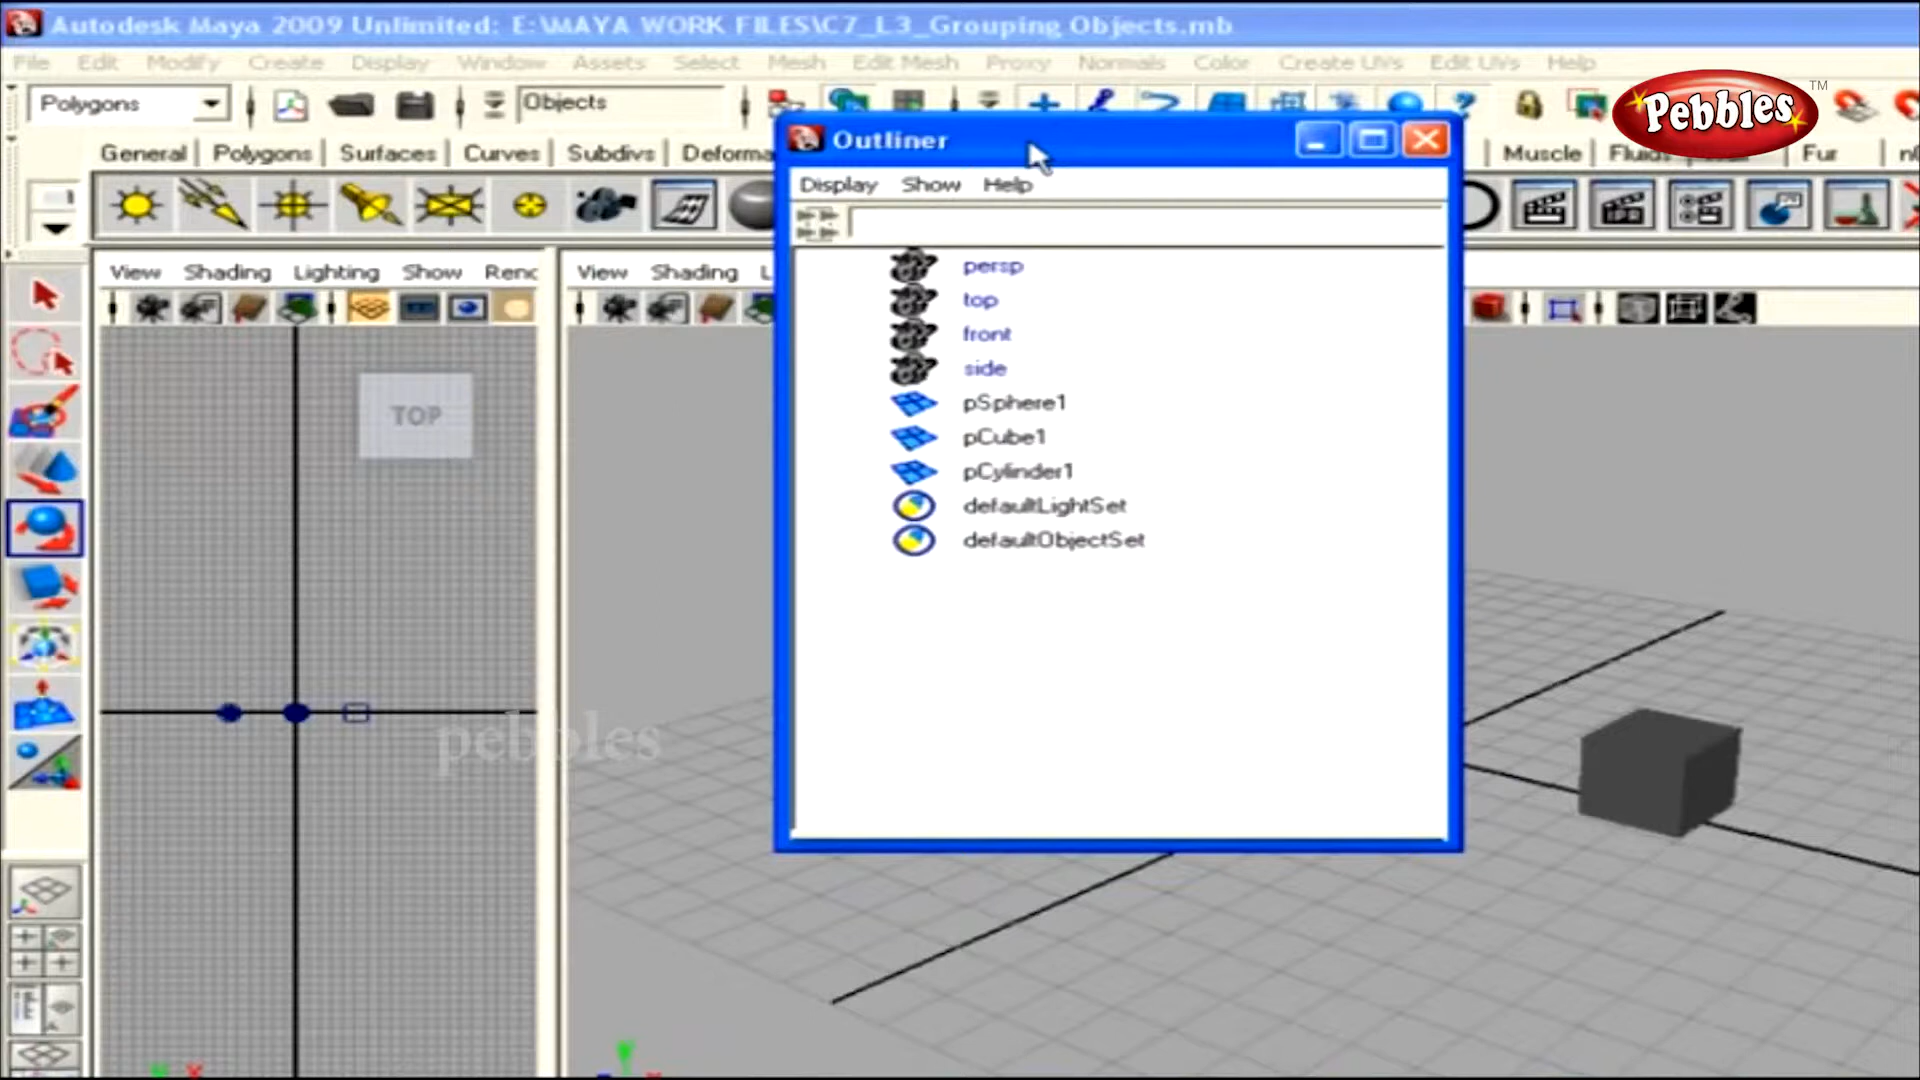 Autodesk Maya 2009 Unlimited: E:\MAYA WORK FILES\C7_L3_Grouping Objects.mb
File Edit Modify Create Display Window Assets Select Mesh Edit Mesh Proxy Normals Color Create UVs Edit UVs Help
Polygons Objects
Pebbles TM
General Polygons Surfaces Curves Subdivs Deforma Muscle Fluids Fur
Outliner
Display Show Help
View Shading Lighting Show Renc
View Shading L
persp
top
front
side
pSphere1
pCube1
pCylinder1
defaultLightSet
defaultObjectSet
TOP
pebbles